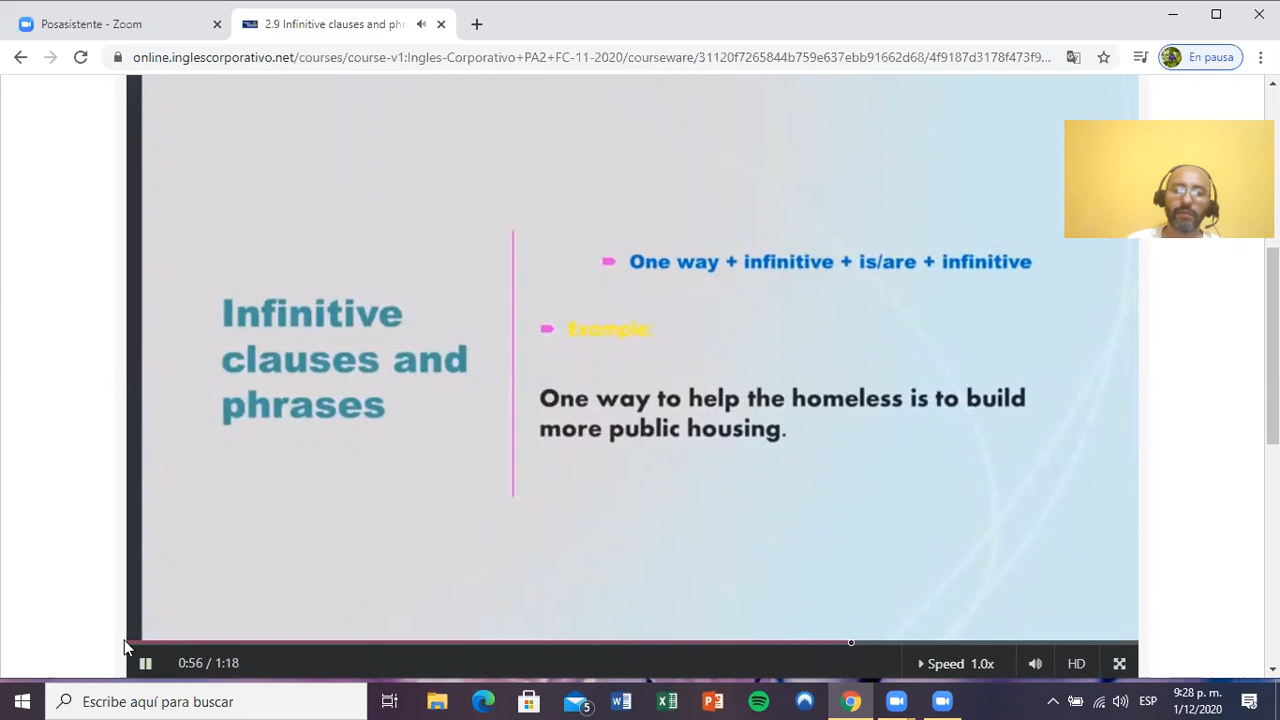 Posasistente - Zoom
2.9 Infinitive clauses and phr
online.inglescorporativo.net/courses/course-v1:Ingles-Corporativo+PA2+FC-11-2020/courseware/31120f7265844b759e637ebb91662d68/4f9187d3178f473f9...
En pausa
One way + infinitive + is/are + infinitive
Example:
Infinitive
clauses and
phrases
One way to help the homeless is to build
more public housing.
0:56 / 1:18
Speed 1.0x
HD
Escribe aquí para buscar
5
ESP
9:28 p. m.
1/12/2020